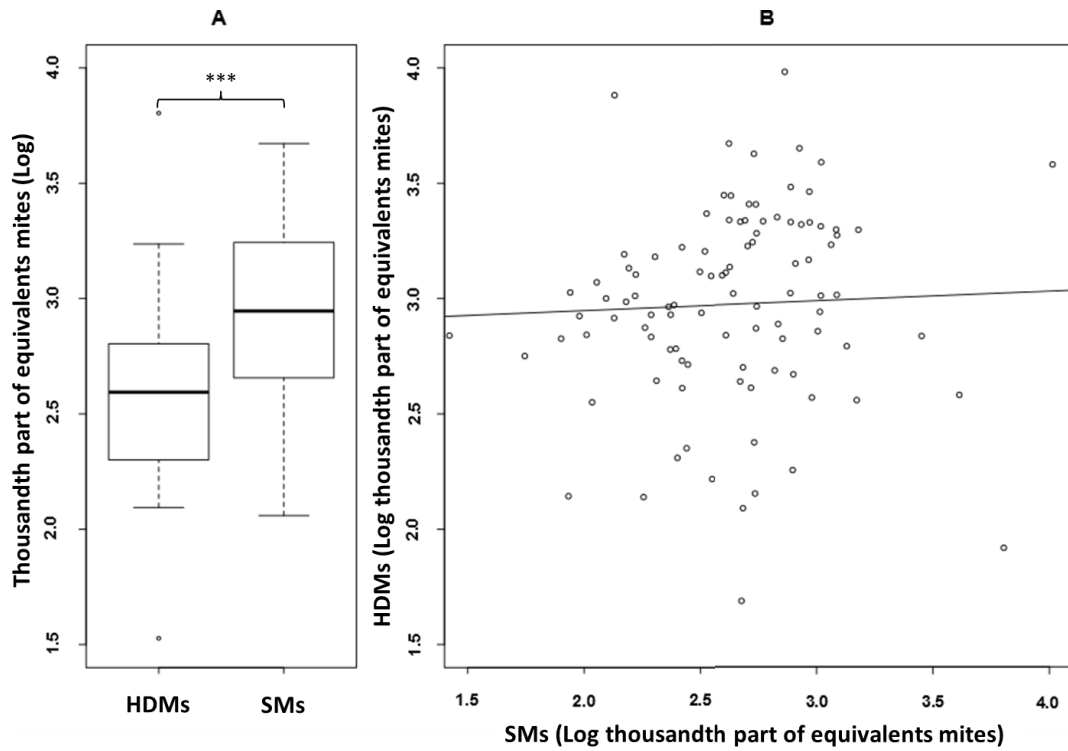 A
Thousandth part of equivalents mites (Log)
4.0
3.5
3.0
2.5
2.0
1.5
***
HDMs
SMs
B
HDMs (Log thousandth part of equivalents mites)
4.0
3.5
3.0
2.5
2.0
1.5
1.5
2.0
2.5
3.0
3.5
4.0
SMs (Log thousandth part of equivalents mites)